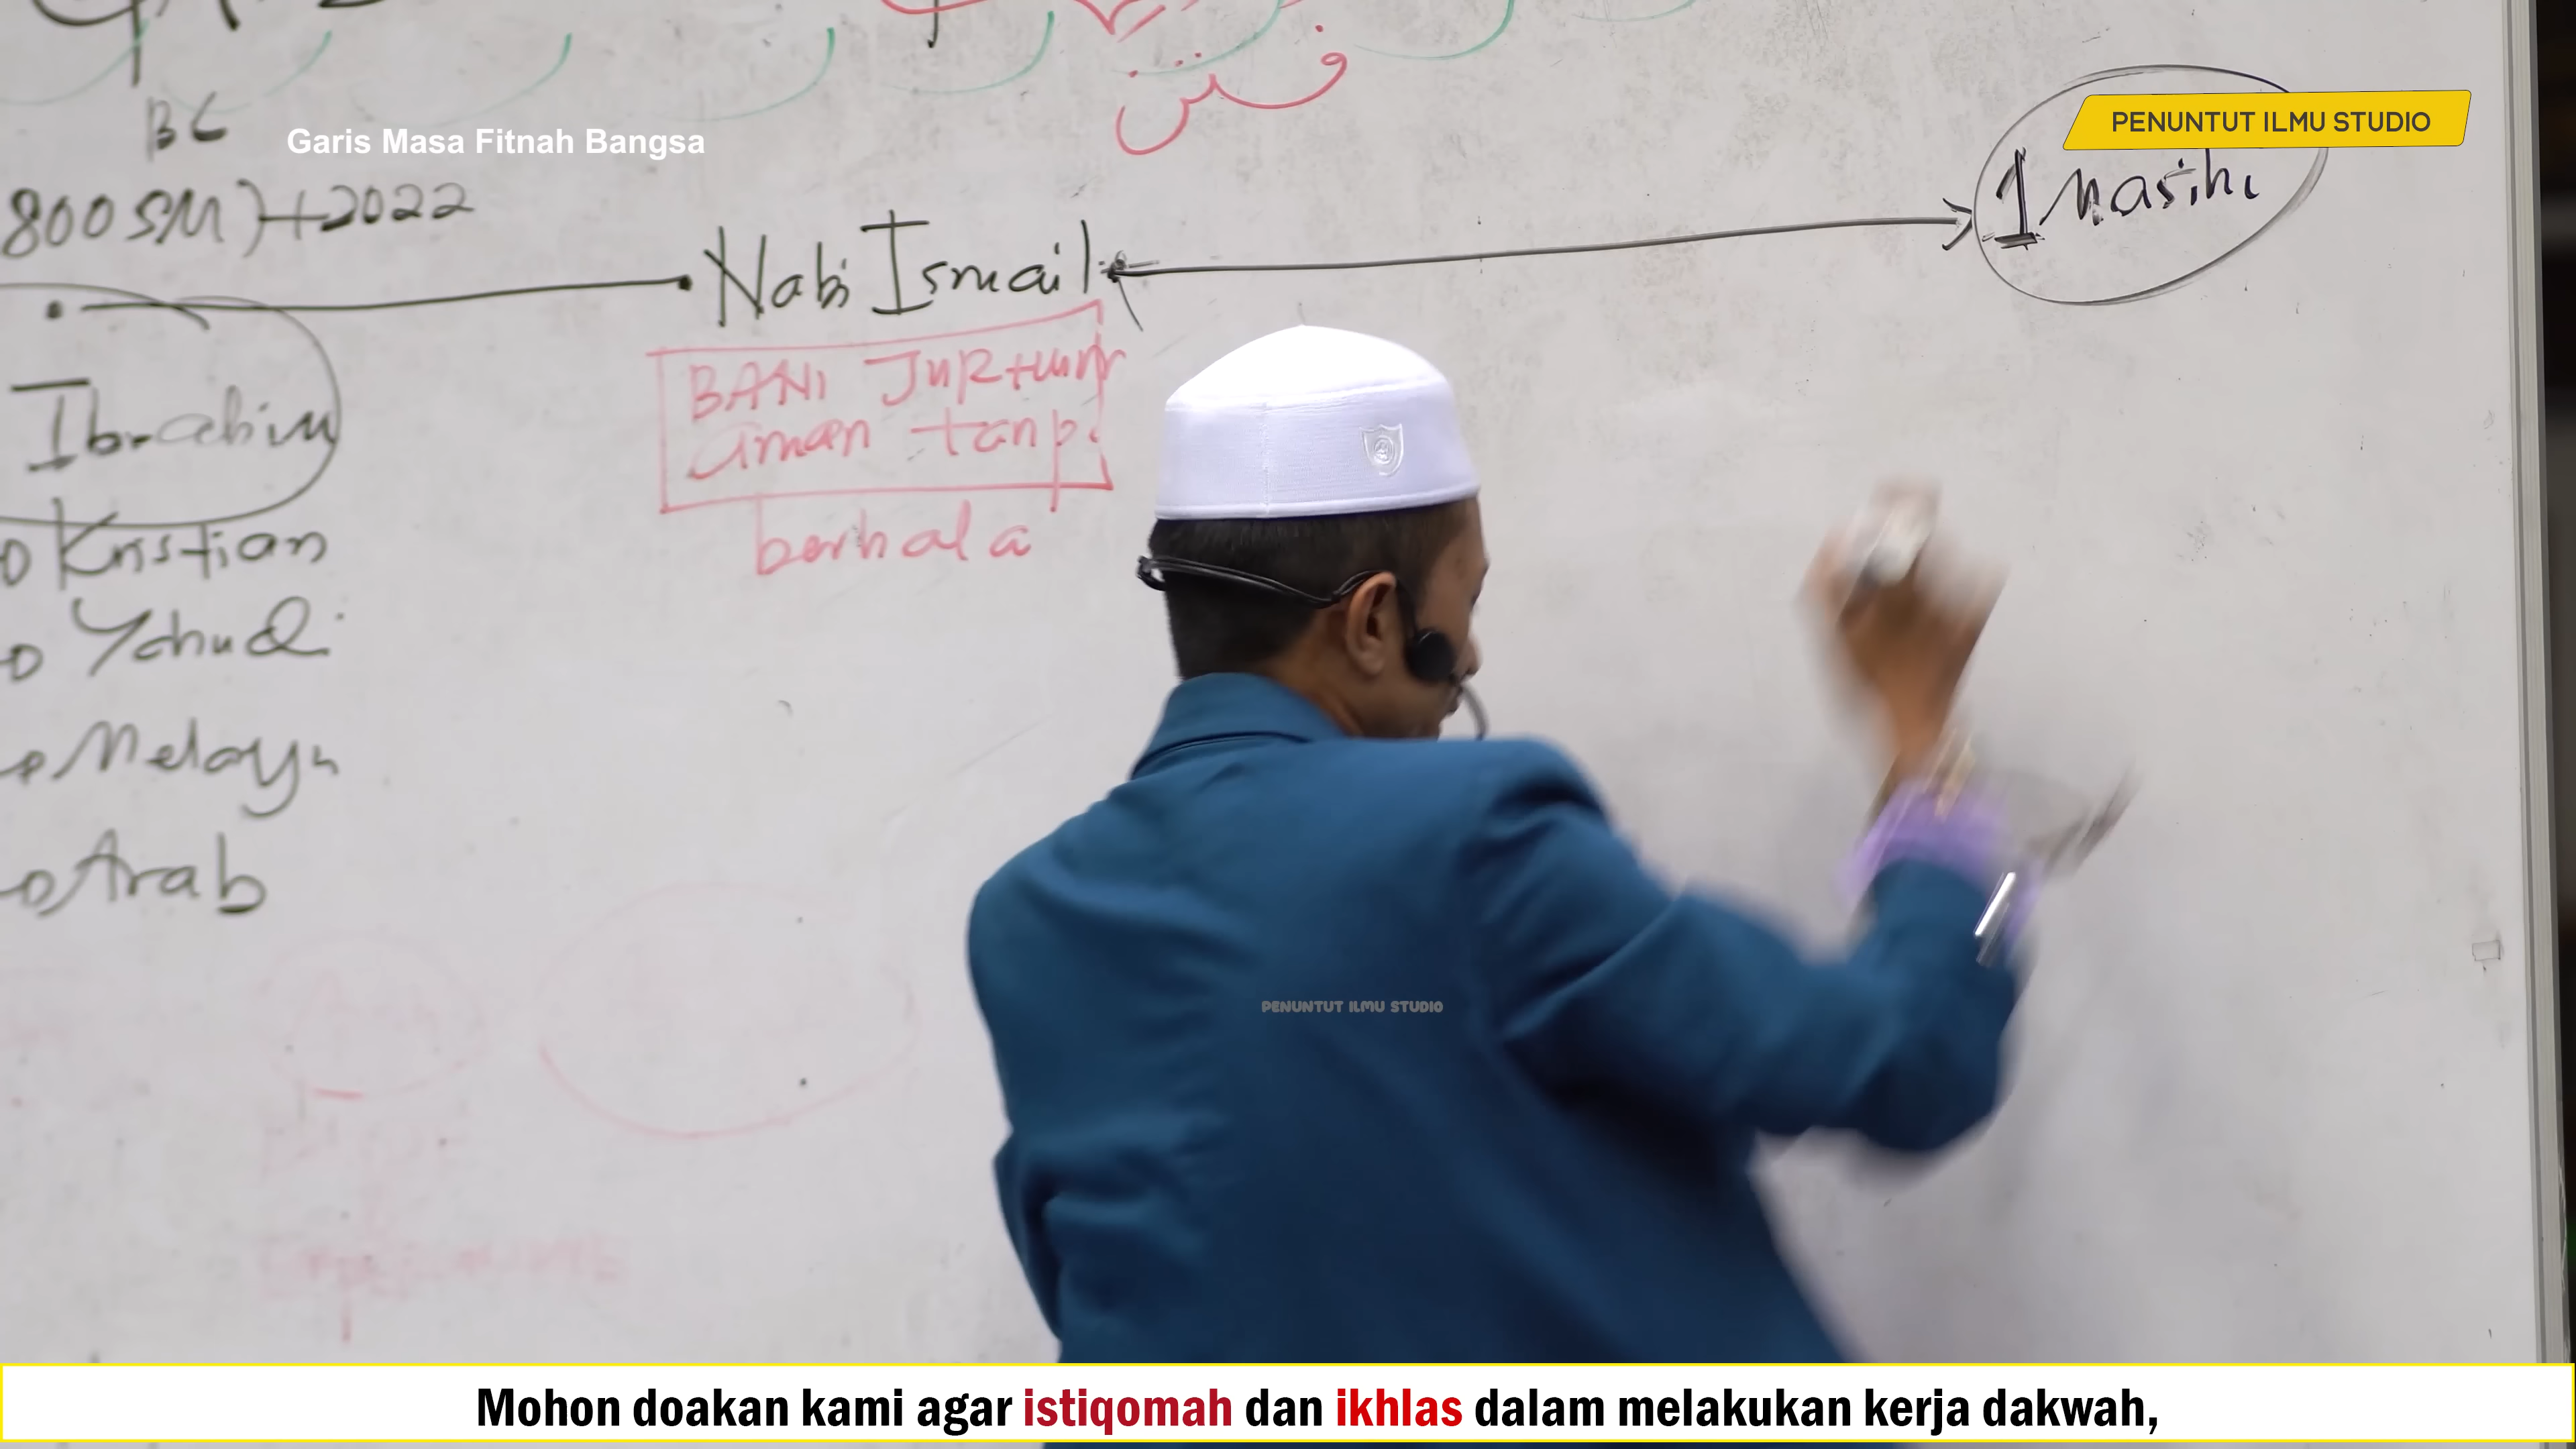 فتن
BC
Garis Masa Fitnah Bangsa
PENUNTUT ILMU STUDIO
800 SM) + 2022
Nabi Ismail
1 Masihi
BANI JuRHum
aman tanp
berhala
Ibrahim
Kristian
Yahudi
Melayu
Arab
PENUNTUT ILMU STUDIO
Mohon doakan kami agar istiqomah dan ikhlas dalam melakukan kerja dakwah,